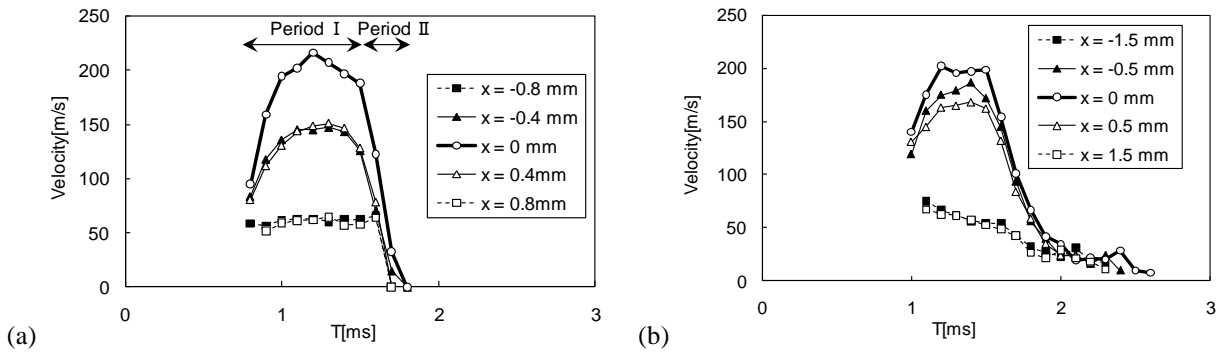 (a)
Period Ⅰ Period Ⅱ
250
200
150
100
50
0
Velocity[m/s]
0 1 2 3
T[ms]
x = -0.8 mm
x = -0.4 mm
x = 0 mm
x = 0.4mm
x = 0.8mm
(b)
250
200
150
100
50
0
Velocity[m/s]
0 1 2 3
T[ms]
x = -1.5 mm
x = -0.5 mm
x = 0 mm
x = 0.5 mm
x = 1.5 mm